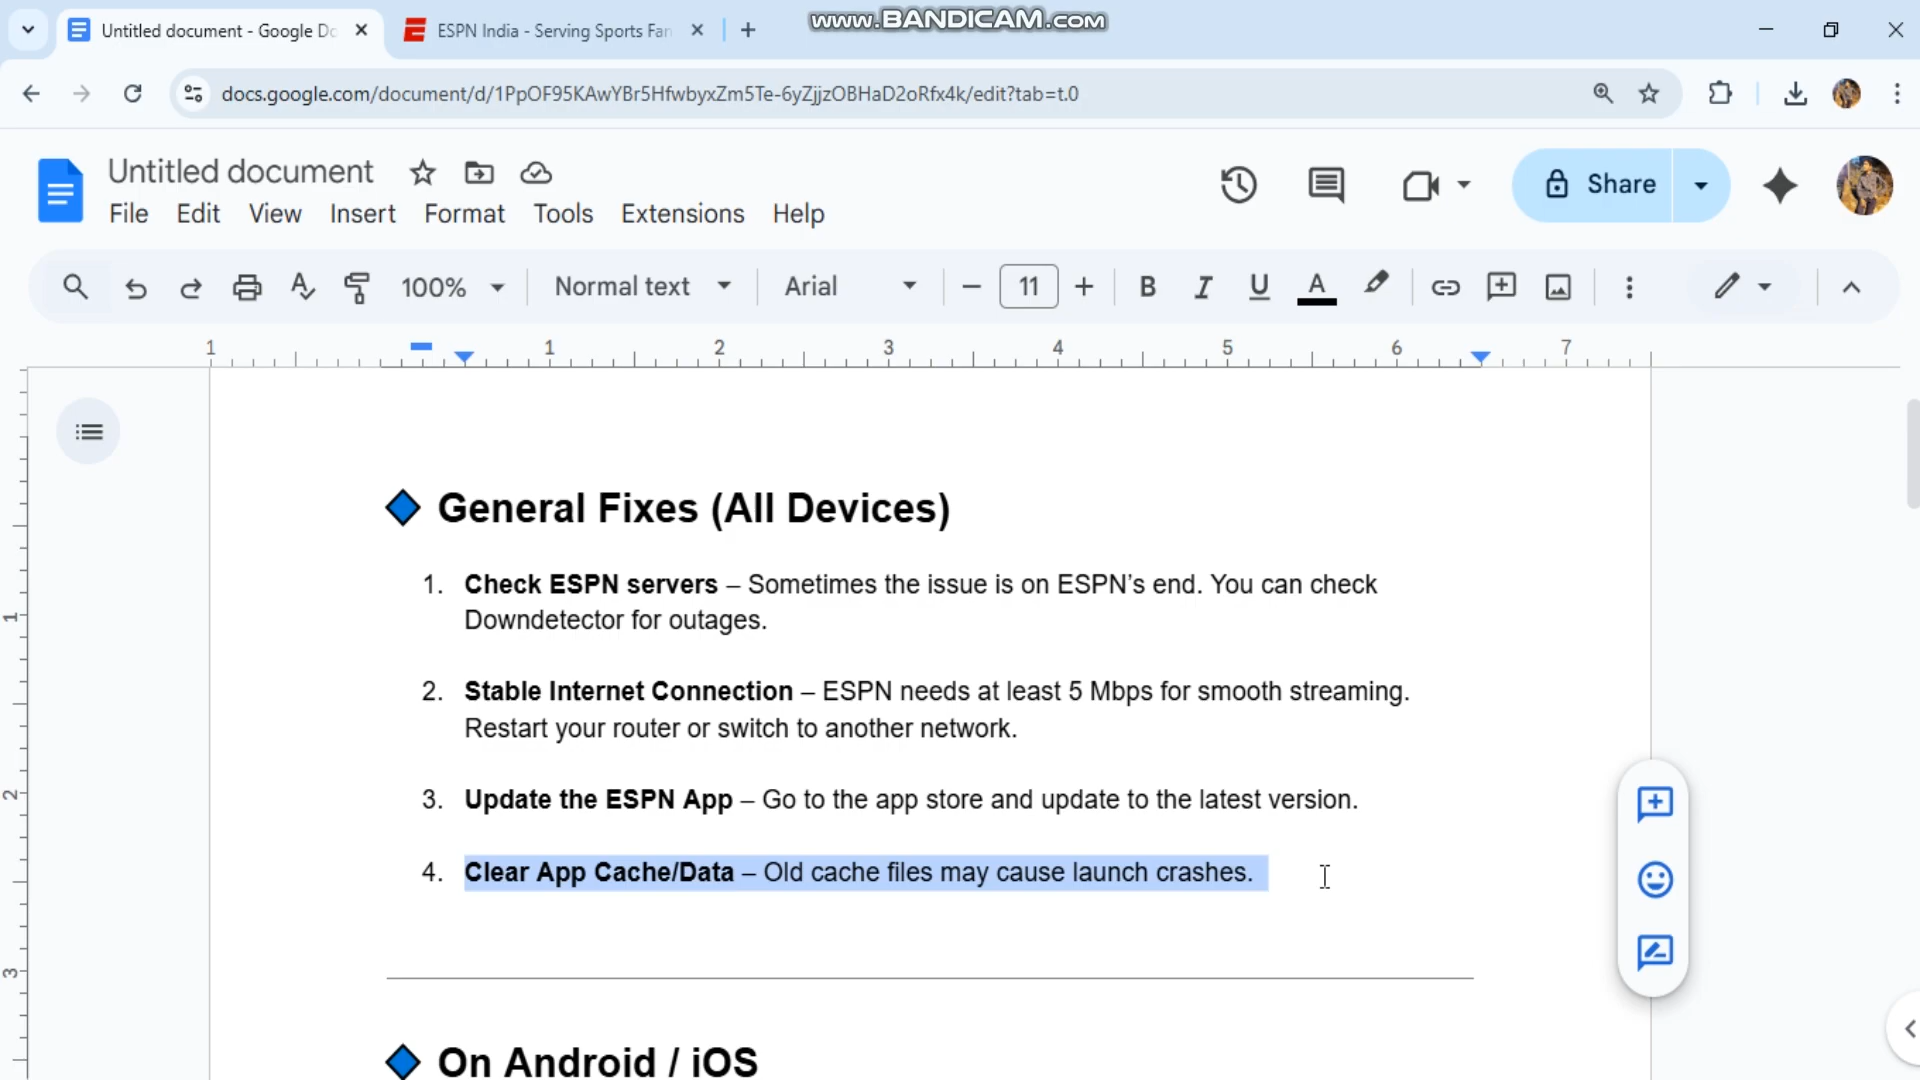 Untitled document - Google Do
ESPN India - Serving Sports Fan
www.BANDICAM.com
docs.google.com/document/d/1PpOF95KAwYBr5HfwbyxZm5Te-6yZjjzOBHaD2oRfx4k/edit?tab=t.0
Untitled document
File Edit View Insert Format Tools Extensions Help
Share
100% Normal text Arial 11 B I U A
1 1 2 3 4 5 6 7
General Fixes (All Devices)
1. Check ESPN servers – Sometimes the issue is on ESPN’s end. You can check
Downdetector for outages.
2. Stable Internet Connection – ESPN needs at least 5 Mbps for smooth streaming.
Restart your router or switch to another network.
3. Update the ESPN App – Go to the app store and update to the latest version.
4. Clear App Cache/Data – Old cache files may cause launch crashes.
On Android / iOS
1
2
3